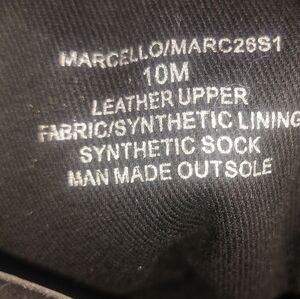 MARCELLO/MARC26S1
10M
LEATHER UPPER
FABRIC/SYNTHETIC LINING
SYNTHETIC SOCK
MAN MADE OUTSOLE